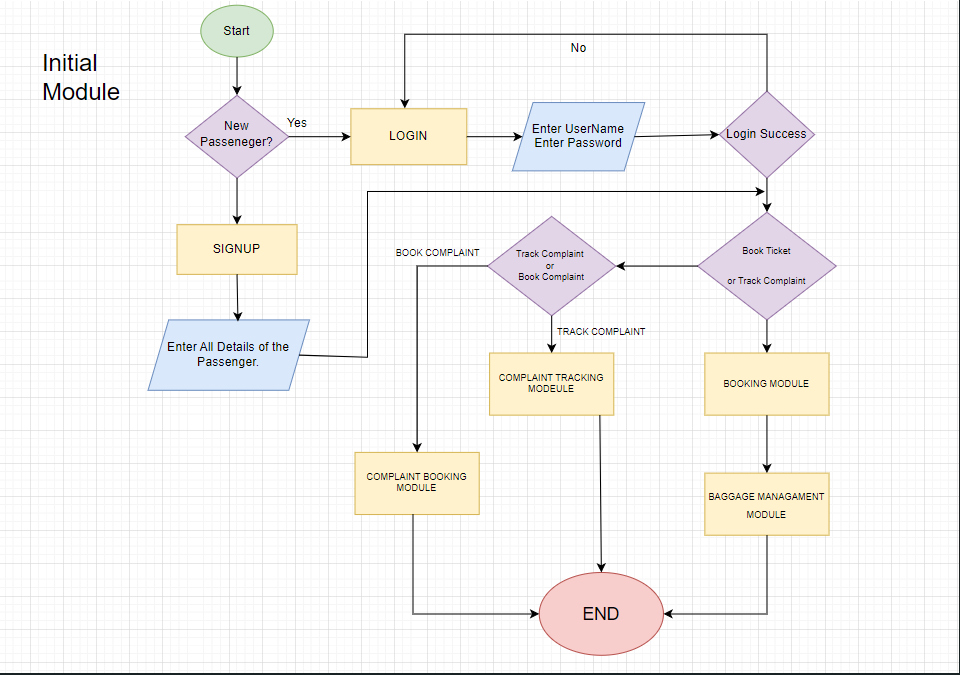 Start
Initial
Module
No
New
Passeneger?
Yes
LOGIN
Enter UserName
Enter Password
Login Success
SIGNUP
BOOK COMPLAINT
Track Complaint
or
Book Complaint
Book Ticket
or Track Complaint
Enter All Details of the
Passenger.
TRACK COMPLAINT
COMPLAINT TRACKING
MODEULE
BOOKING MODULE
COMPLAINT BOOKING
MODULE
BAGGAGE MANAGAMENT
MODULE
END